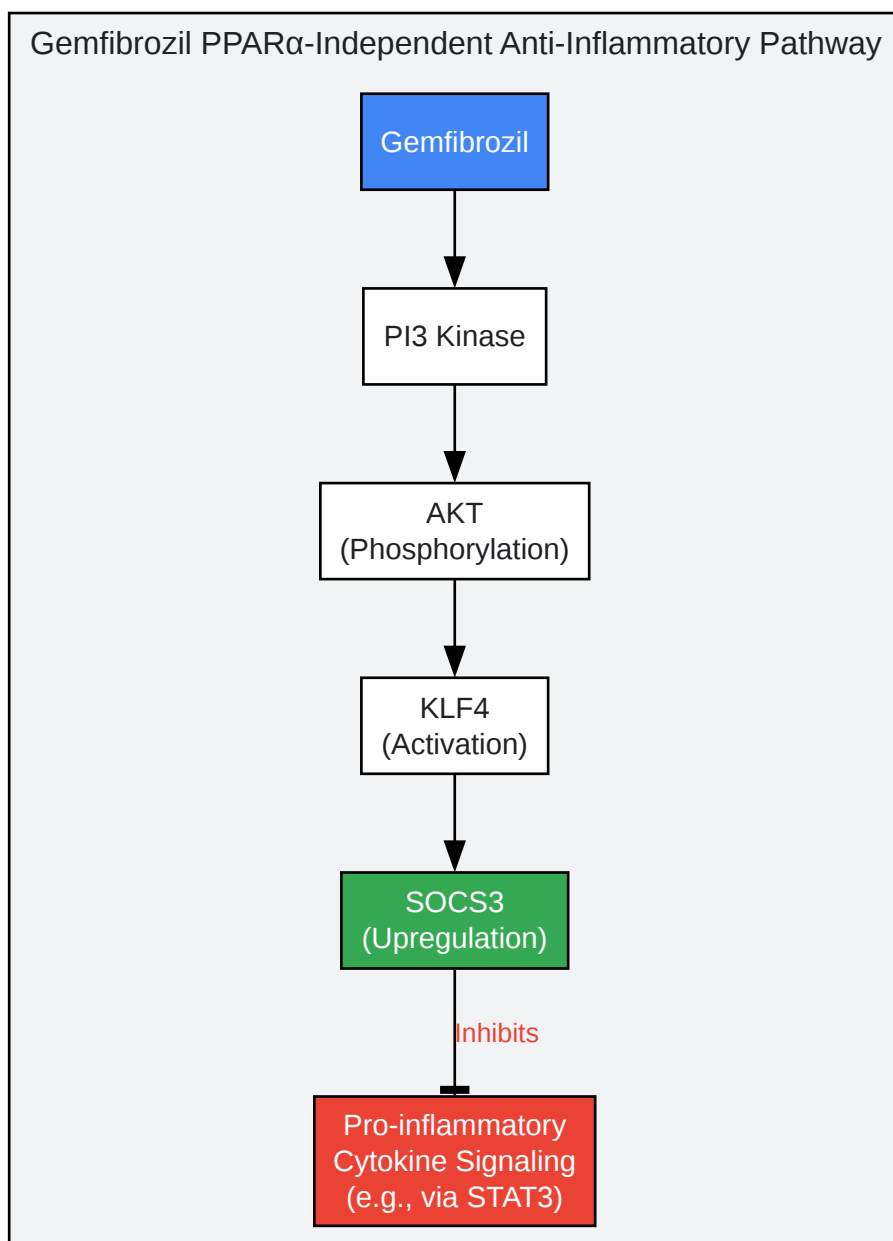 Gemfibrozil PPARα-Independent Anti-Inflammatory Pathway
Gemfibrozil
PI3 Kinase
AKT
(Phosphorylation)
KLF4
(Activation)
SOCS3
(Upregulation)
Inhibits
Pro-inflammatory
Cytokine Signaling
(e.g., via STAT3)